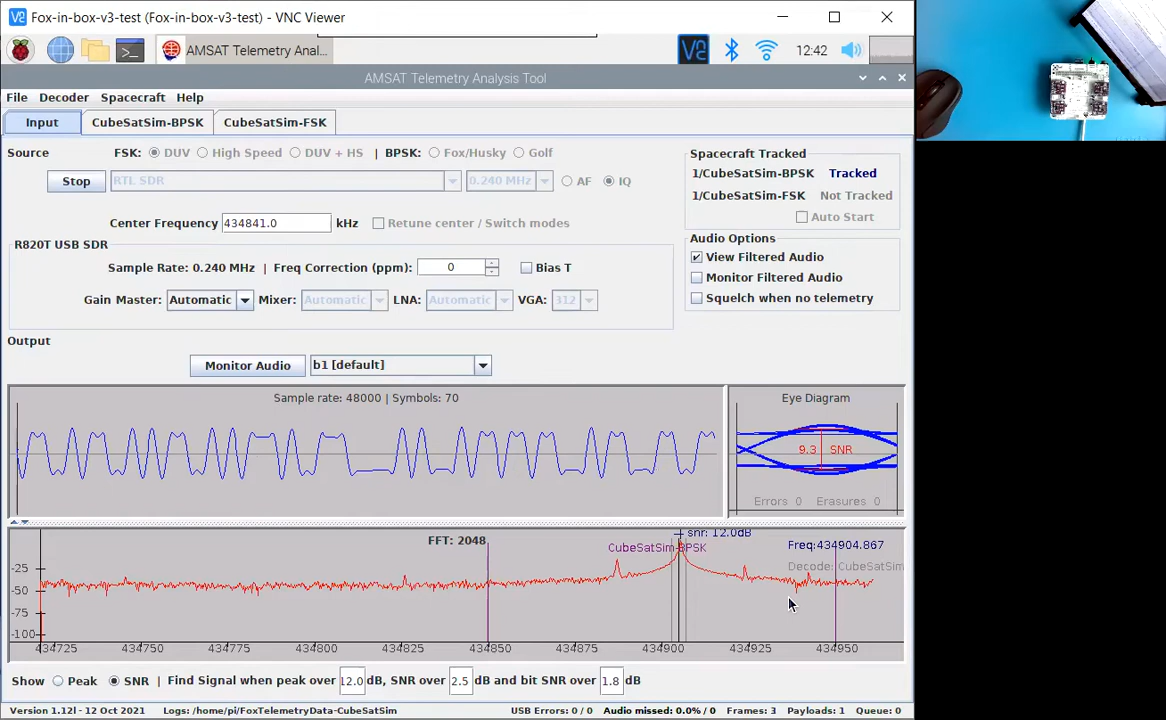 Fox-in-box-v3-test (Fox-in-box-v3-test) - VNC Viewer
AMSAT Telemetry Anal... 12:42
AMSAT Telemetry Analysis Tool
File Decoder Spacecraft Help
Input CubeSatSim-BPSK CubeSatSim-FSK
Source FSK: DUV High Speed DUV + HS | BPSK: Fox/Husky Golf
Stop RTL SDR 0.240 MHz AF IQ
Center Frequency 434841.0 kHz Retune center / Switch modes
R820T USB SDR
Sample Rate: 0.240 MHz | Freq Correction (ppm): 0 Bias T
Gain Master: Automatic Mixer: Automatic LNA: Automatic VGA: 312
Spacecraft Tracked
1/CubeSatSim-BPSK Tracked
1/CubeSatSim-FSK Not Tracked
Auto Start
Audio Options
View Filtered Audio
Monitor Filtered Audio
Squelch when no telemetry
Output
Monitor Audio b1 [default]
Sample rate: 48000 | Symbols: 70
Eye Diagram
9.3 SNR
Errors 0 Erasures 0
FFT: 2048
snr: 12.0dB
CubeSatSim-BPSK
Freq:434904.867
Decode: CubeSatSim
-25
-50
-75
-100
434725 434750 434775 434800 434825 434850 434875 434900 434925 434950
Show Peak SNR | Find Signal when peak over 12.0 dB, SNR over 2.5 dB and bit SNR over 1.8 dB
Version 1.12l - 12 Oct 2021 Logs: /home/pi/FoxTelemetryData-CubeSatSim USB Errors: 0 / 0 Audio missed: 0.0% / 0 Frames: 3 Payloads: 1 Queue: 0